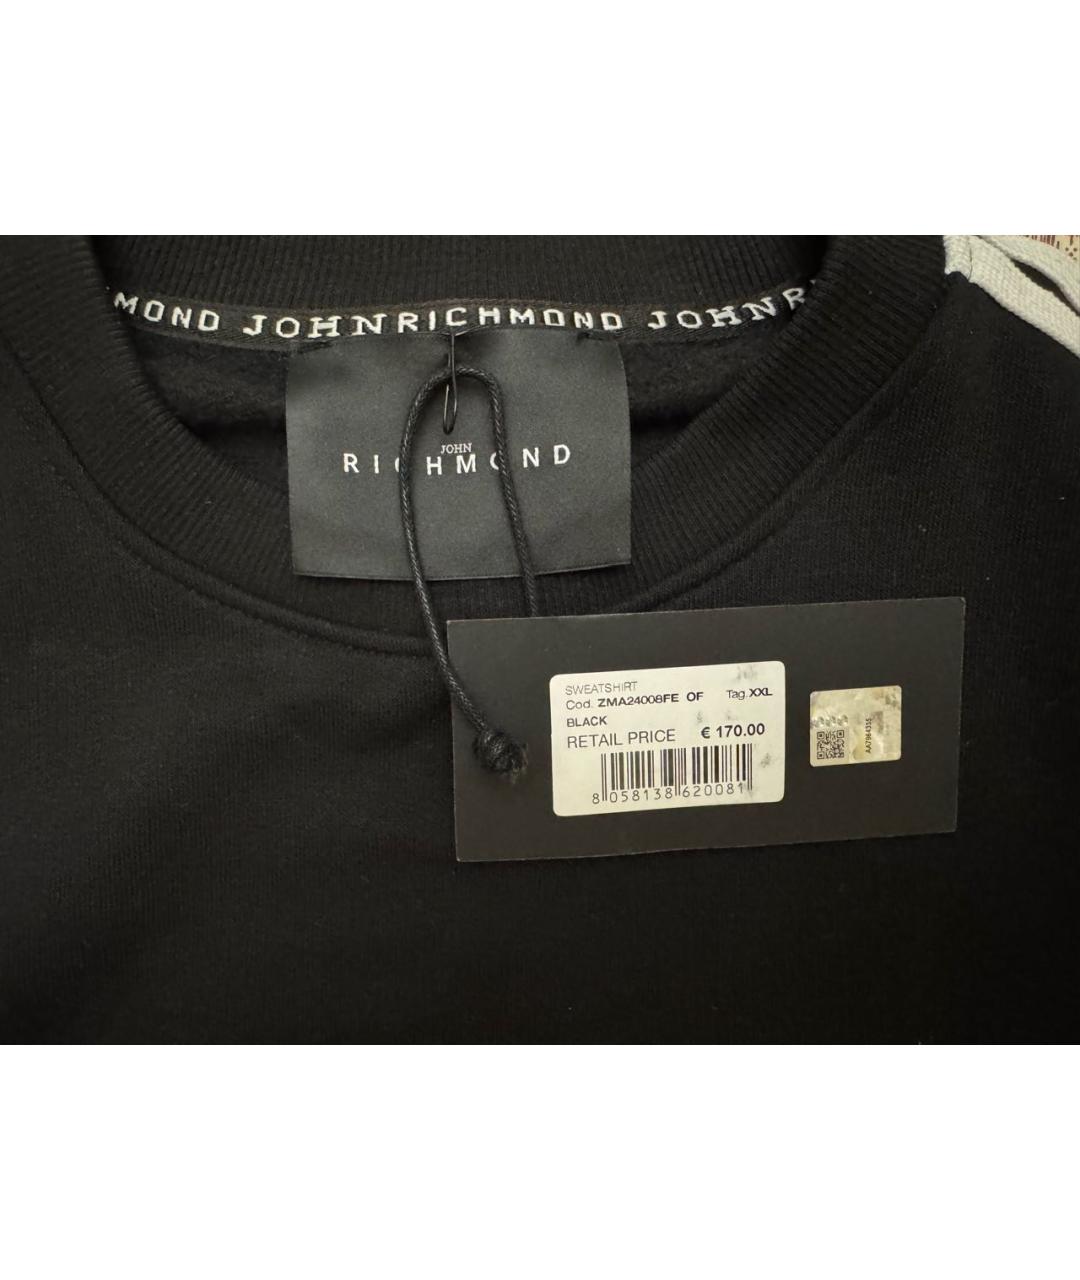 MOND JOHNRICHMOND JOHNR
JOHN
RICHMOND
SWEATSHIRT
Cod. ZMA24008FE OF Tag. XXL
BLACK
RETAIL PRICE € 170.00
8 058138 620081
AA7964335